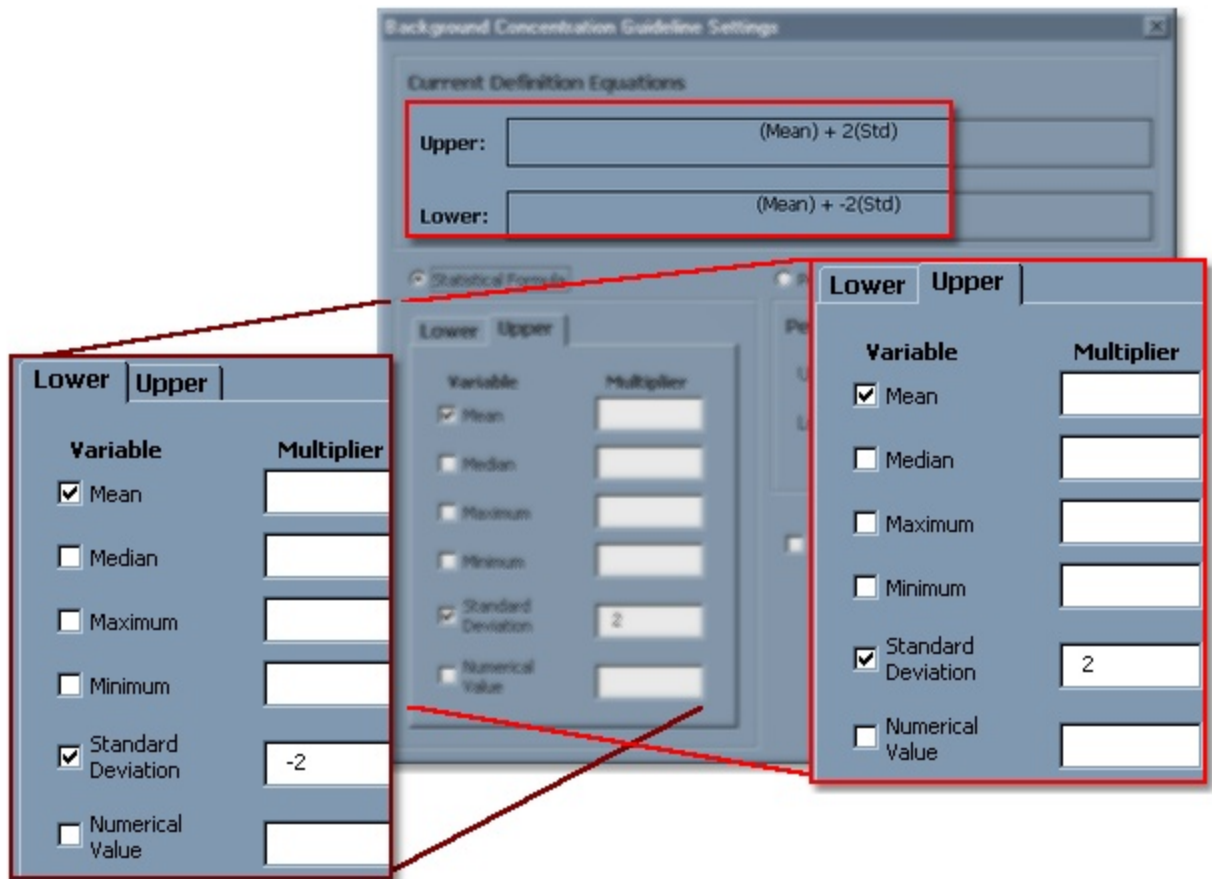 Background Concentration Guideline Settings
Current Definition Equations
Upper: (Mean) + 2(Std)
Lower: (Mean) + -2(Std)
Statistical Formula
Lower Upper
Variable Multiplier
Mean
Median
Maximum
Minimum
Standard
Deviation 2
Numerical
Value
Lower Upper
Variable Multiplier
Mean
Median
Maximum
Minimum
Standard
Deviation -2
Numerical
Value
Lower Upper
Variable Multiplier
Mean
Median
Maximum
Minimum
Standard
Deviation 2
Numerical
Value